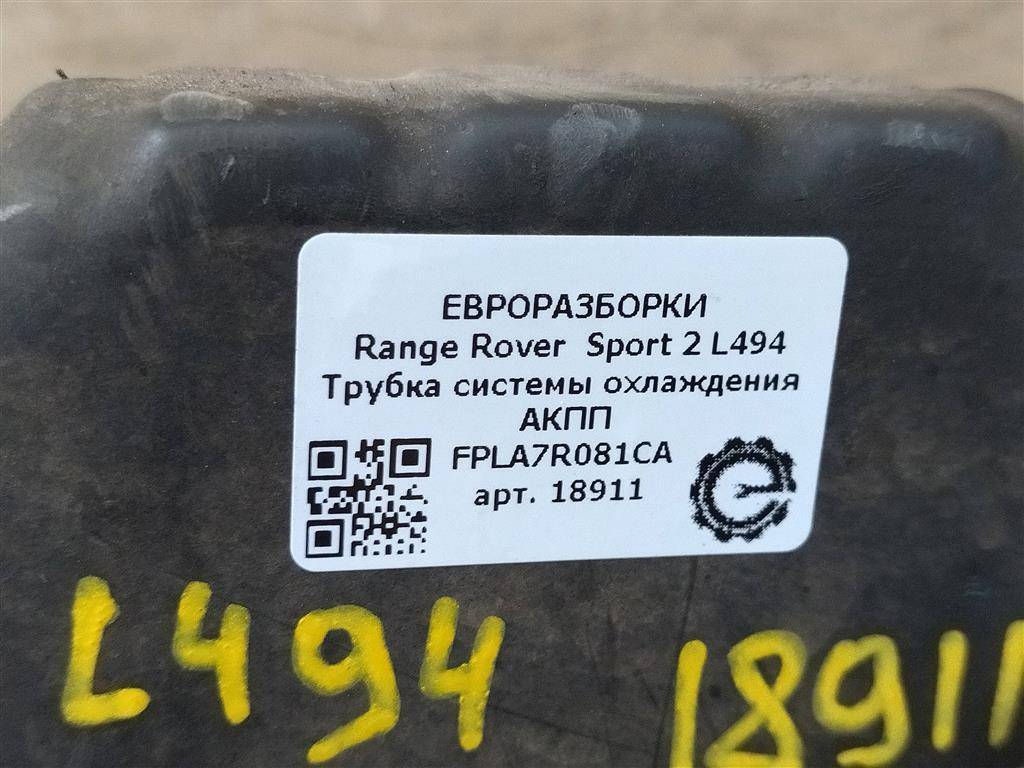 ЕВРОРАЗБОРКИ
Range Rover Sport 2 L494
Трубка системы охлаждения
АКПП
FPLA7R081CA
арт. 18911
L494 18911